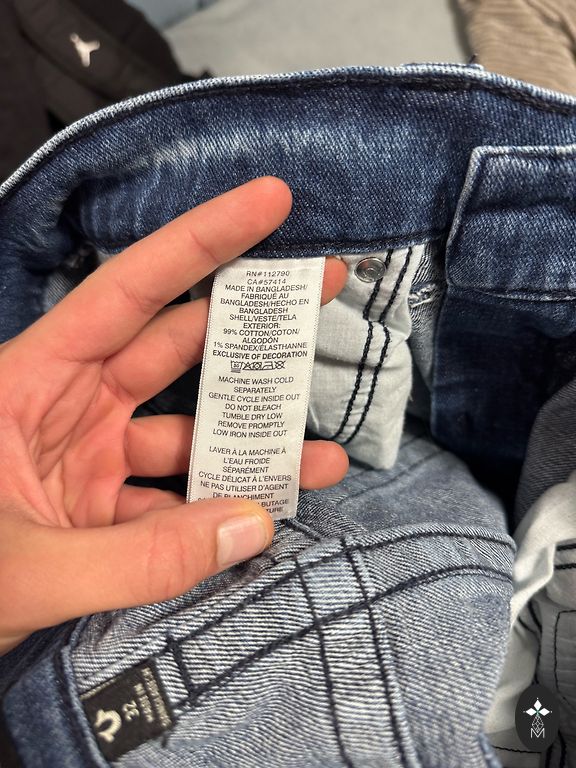 RN#112790
CA#57414
MADE IN BANGLADESH/
FABRIQUÉ AU
BANGLADESH/HECHO EN
BANGLADESH
SHELL/VESTE/TELA
EXTERIOR:
99% COTTON/COTON/
ALGODÓN
1% SPANDEX/ÉLASTHANNE
EXCLUSIVE OF DECORATION
MACHINE WASH COLD
SEPARATELY
GENTLE CYCLE INSIDE OUT
DO NOT BLEACH
TUMBLE DRY LOW
REMOVE PROMPTLY
LOW IRON INSIDE OUT
LAVER À LA MACHINE À
L'EAU FROIDE
SÉPARÉMENT
CYCLE DÉLICAT À L'ENVERS
NE PAS UTILISER D'AGENT
DE BLANCHIMENT
32
M